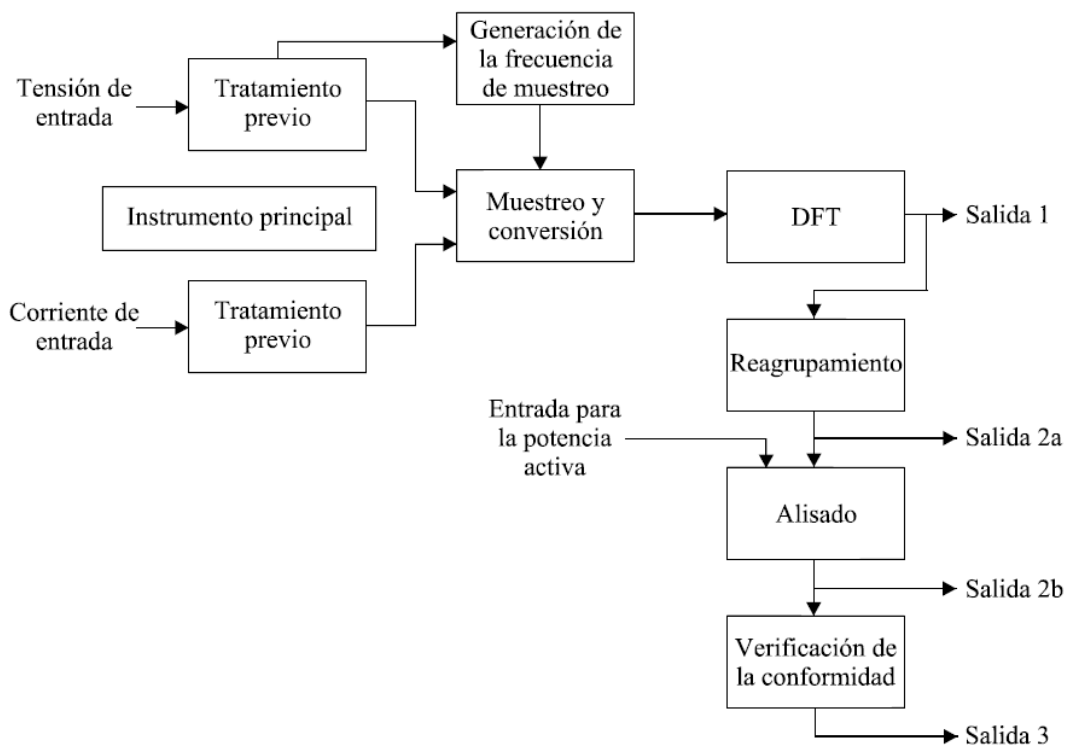 Generación de
la frecuencia
de muestreo
Tensión de
entrada
Tratamiento
previo
Instrumento principal
Muestreo y
conversión
DFT
Salida 1
Corriente de
entrada
Tratamiento
previo
Reagrupamiento
Entrada para
la potencia
activa
Salida 2a
Alisado
Salida 2b
Verificación de
la conformidad
Salida 3